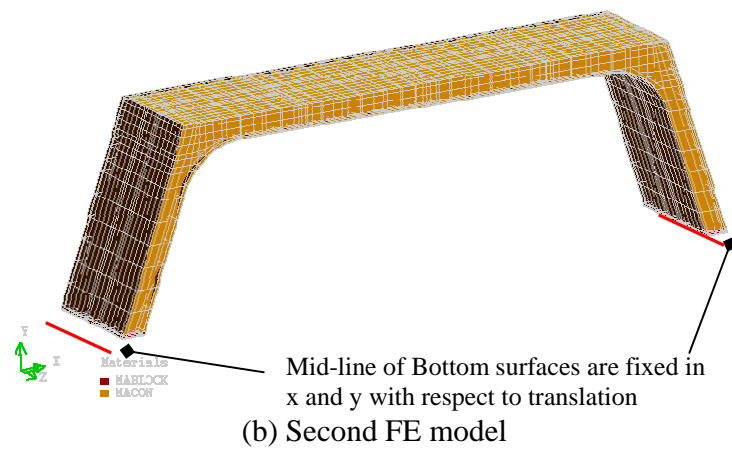 Y
X
Z
Materials
MABLOCK
MACON
Mid-line of Bottom surfaces are fixed in
x and y with respect to translation
(b) Second FE model